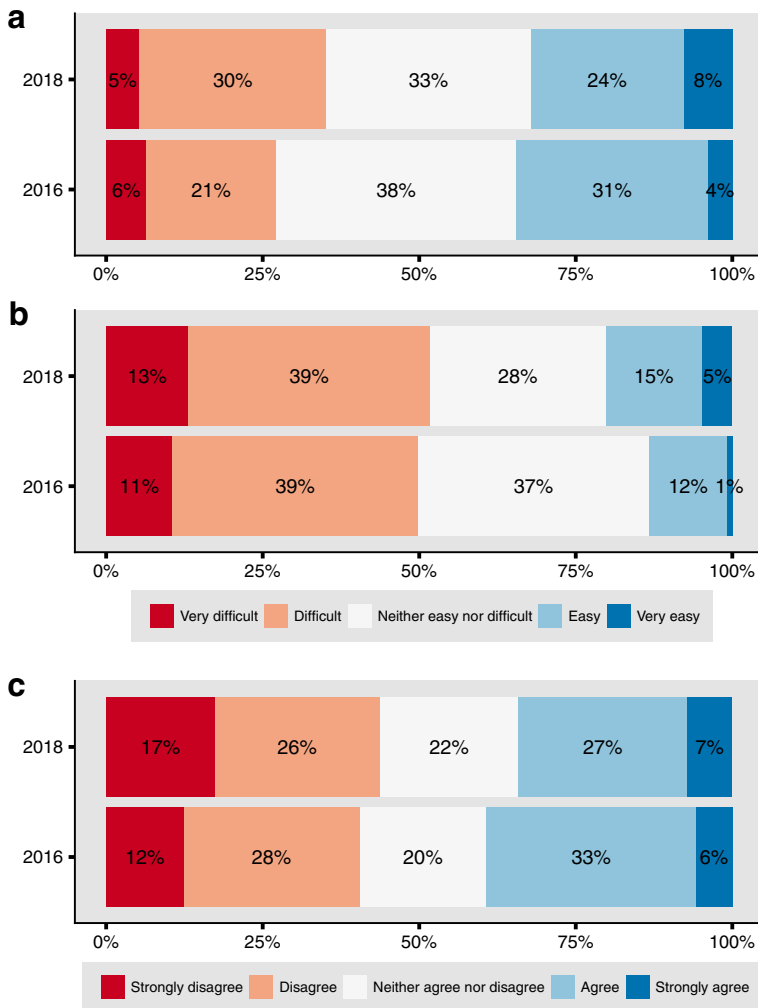 a
2018 5% 30% 33% 24% 8%
2016 6% 21% 38% 31% 4%
0% 25% 50% 75% 100%
b
2018 13% 39% 28% 15% 5%
2016 11% 39% 37% 12% 1%
0% 25% 50% 75% 100%
Very difficult Difficult Neither easy nor difficult Easy Very easy
c
2018 17% 26% 22% 27% 7%
2016 12% 28% 20% 33% 6%
0% 25% 50% 75% 100%
Strongly disagree Disagree Neither agree nor disagree Agree Strongly agree